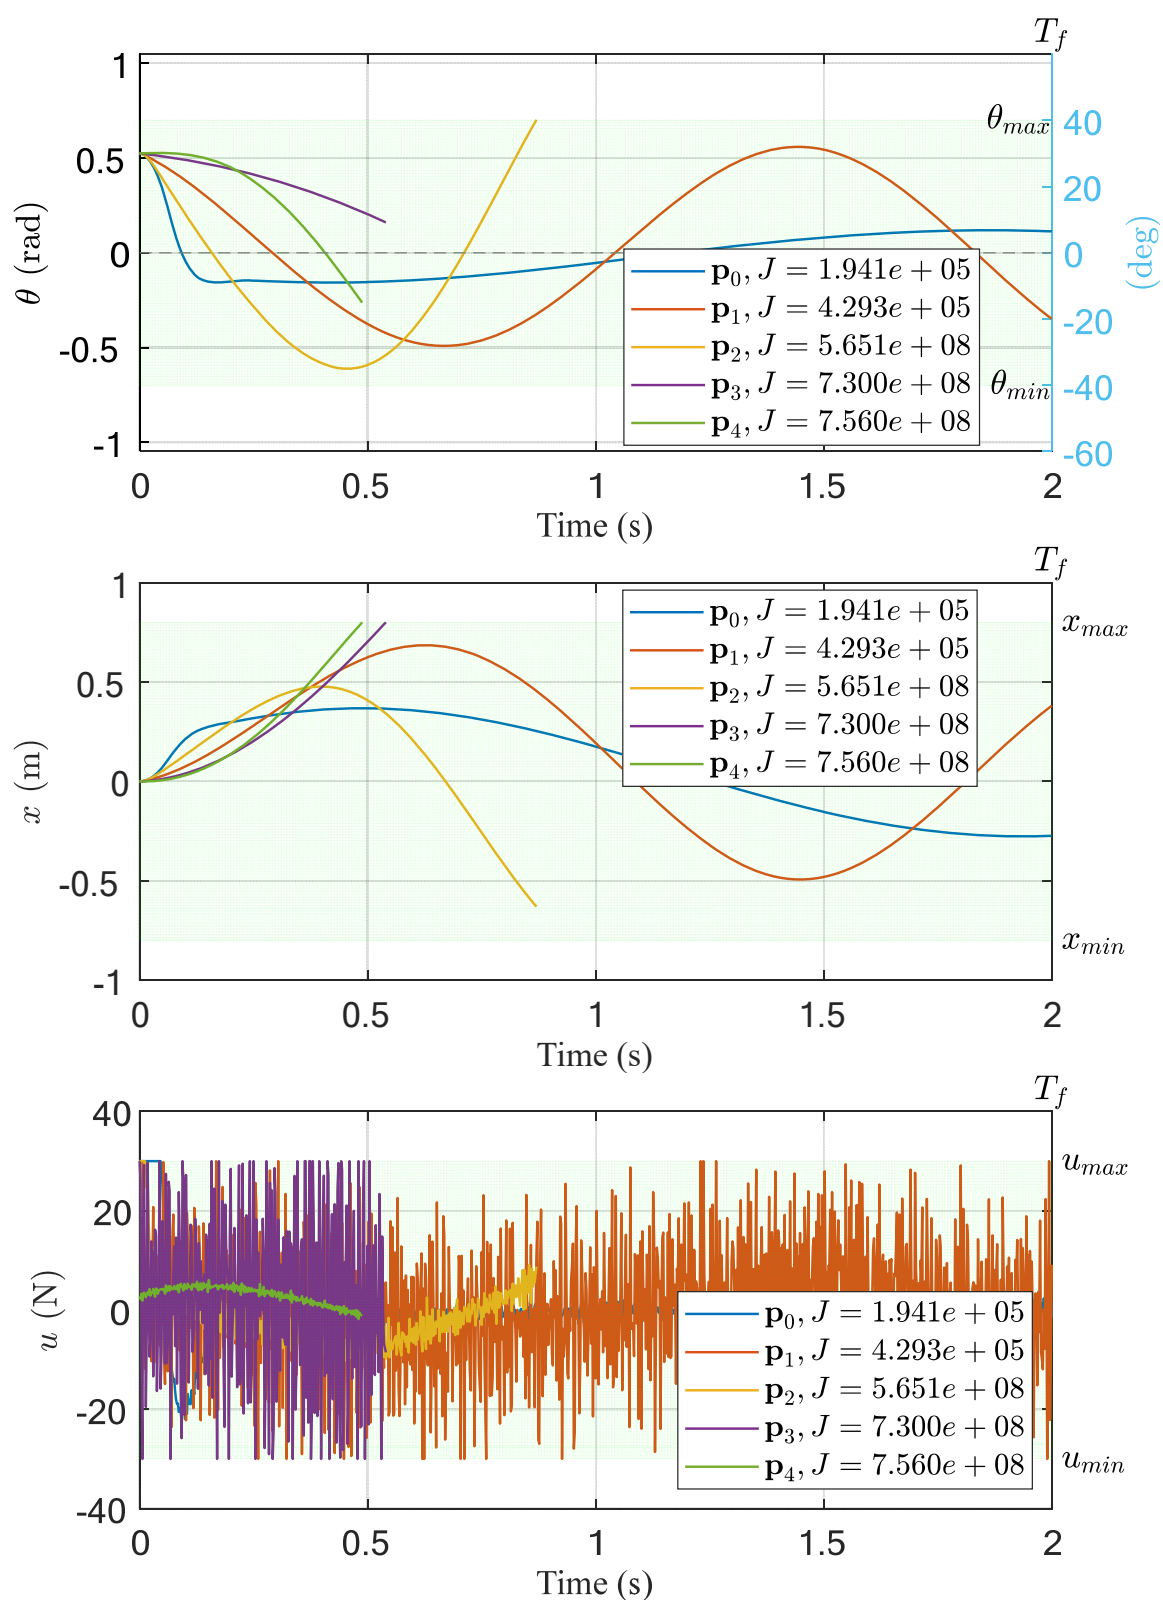 T_f
1
0.5
0
-0.5
-1
θ (rad)
θ_max
θ_min
40
20
0
-20
-40
-60
(deg)
p_0, J = 1.941e + 05
p_1, J = 4.293e + 05
p_2, J = 5.651e + 08
p_3, J = 7.300e + 08
p_4, J = 7.560e + 08
0 0.5 1 1.5 2
Time (s)
T_f
1
0.5
0
-0.5
-1
x (m)
x_max
x_min
p_0, J = 1.941e + 05
p_1, J = 4.293e + 05
p_2, J = 5.651e + 08
p_3, J = 7.300e + 08
p_4, J = 7.560e + 08
0 0.5 1 1.5 2
Time (s)
T_f
40
20
0
-20
-40
u (N)
u_max
u_min
p_0, J = 1.941e + 05
p_1, J = 4.293e + 05
p_2, J = 5.651e + 08
p_3, J = 7.300e + 08
p_4, J = 7.560e + 08
0 0.5 1 1.5 2
Time (s)